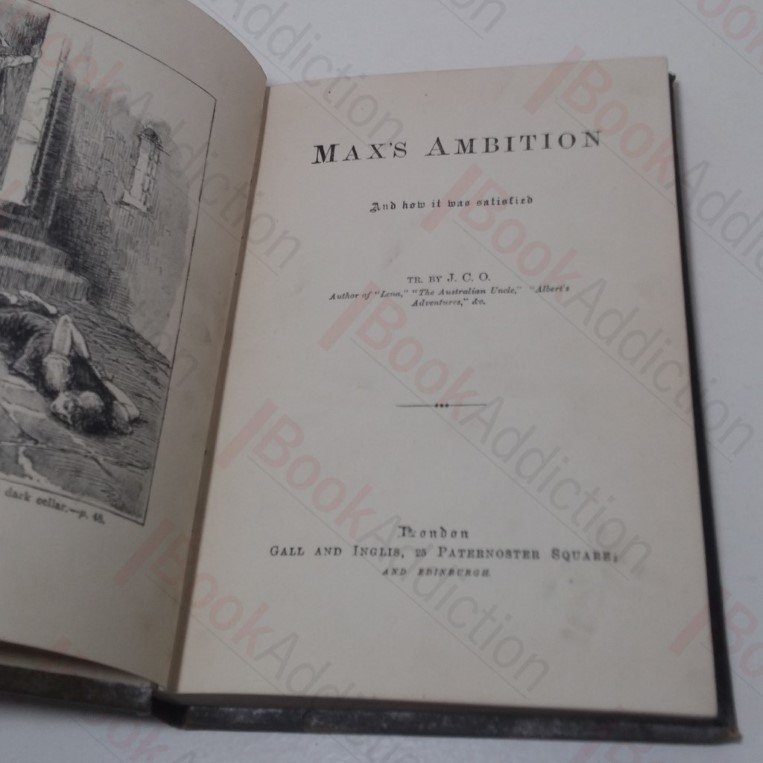 dark cellar.—p. 48.
MAX'S AMBITION
And how it was satisfied
TR. BY J. C. O.
Author of "Lena," "The Australian Uncle," "Albert's
Adventures," &c.
London
GALL AND INGLIS, 25 PATERNOSTER SQUARE;
AND EDINBURGH.
BookAddiction